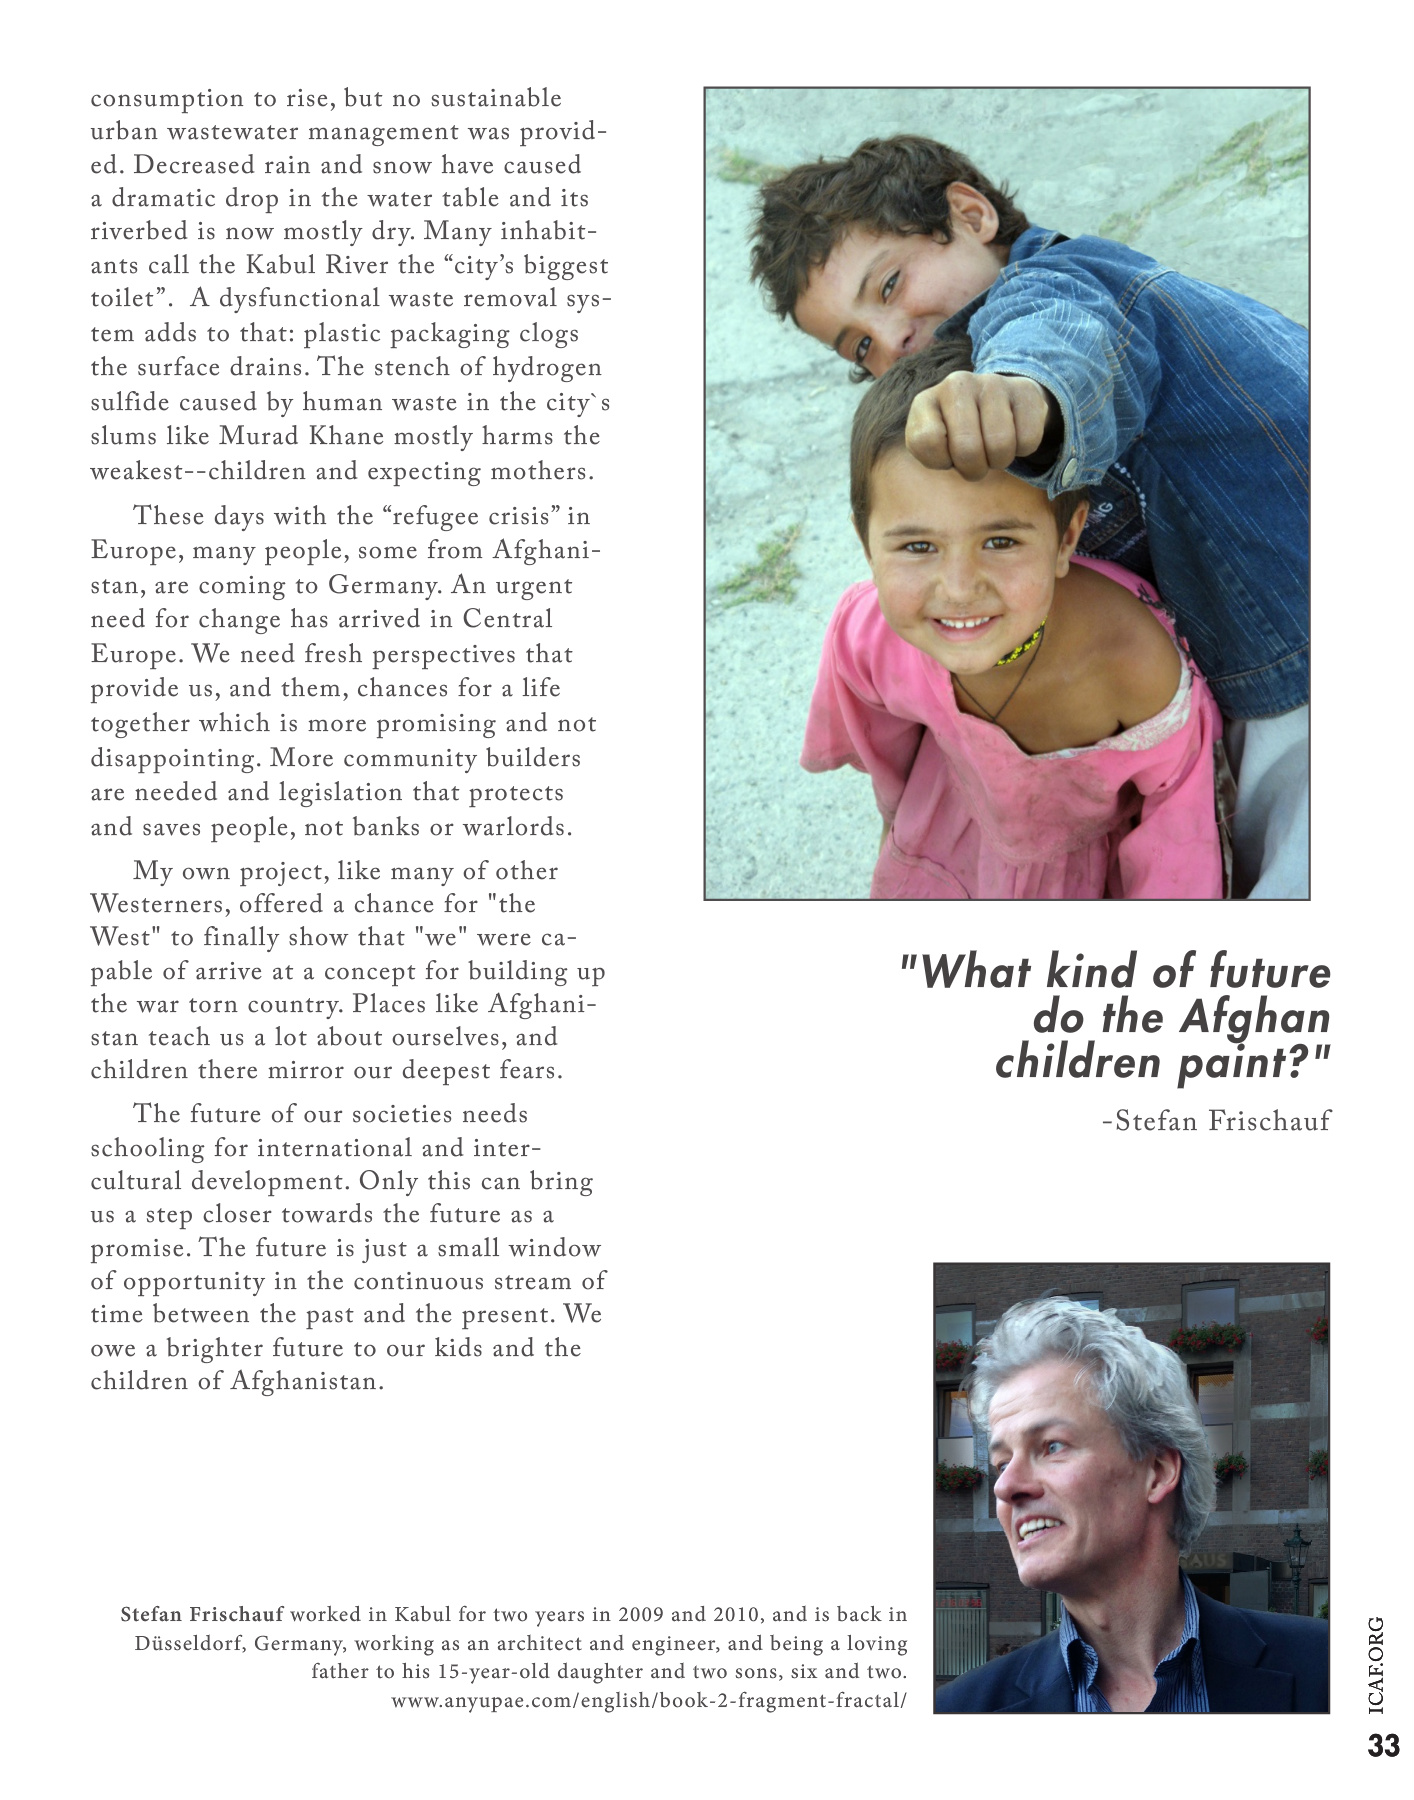 consumption to rise, but no sustainable
urban wastewater management was provid-
ed. Decreased rain and snow have caused
a dramatic drop in the water table and its
riverbed is now mostly dry. Many inhabit-
ants call the Kabul River the “city’s biggest
toilet”.  A dysfunctional waste removal sys-
tem adds to that: plastic packaging clogs
the surface drains. The stench of hydrogen
sulfide caused by human waste in the city`s
slums like Murad Khane mostly harms the
weakest--children and expecting mothers.
These days with the “refugee crisis” in
Europe, many people, some from Afghani-
stan, are coming to Germany. An urgent
need for change has arrived in Central
Europe. We need fresh perspectives that
provide us, and them, chances for a life
together which is more promising and not
disappointing. More community builders
are needed and legislation that protects
and saves people, not banks or warlords.
My own project, like many of other
Westerners, offered a chance for "the
West" to finally show that "we" were ca-
pable of arrive at a concept for building up
the war torn country. Places like Afghani-
stan teach us a lot about ourselves, and
children there mirror our deepest fears.
The future of our societies needs
schooling for international and inter-
cultural development. Only this can bring
us a step closer towards the future as a
promise. The future is just a small window
of opportunity in the continuous stream of
time between the past and the present. We
owe a brighter future to our kids and the
children of Afghanistan.
"What kind of future
do the Afghan
children paint?"
-Stefan Frischauf
Stefan Frischauf worked in Kabul for two years in 2009 and 2010, and is back in
Düsseldorf, Germany, working as an architect and engineer, and being a loving
father to his 15-year-old daughter and two sons, six and two.
www.anyupae.com/english/book-2-fragment-fractal/
ICAF.ORG
33